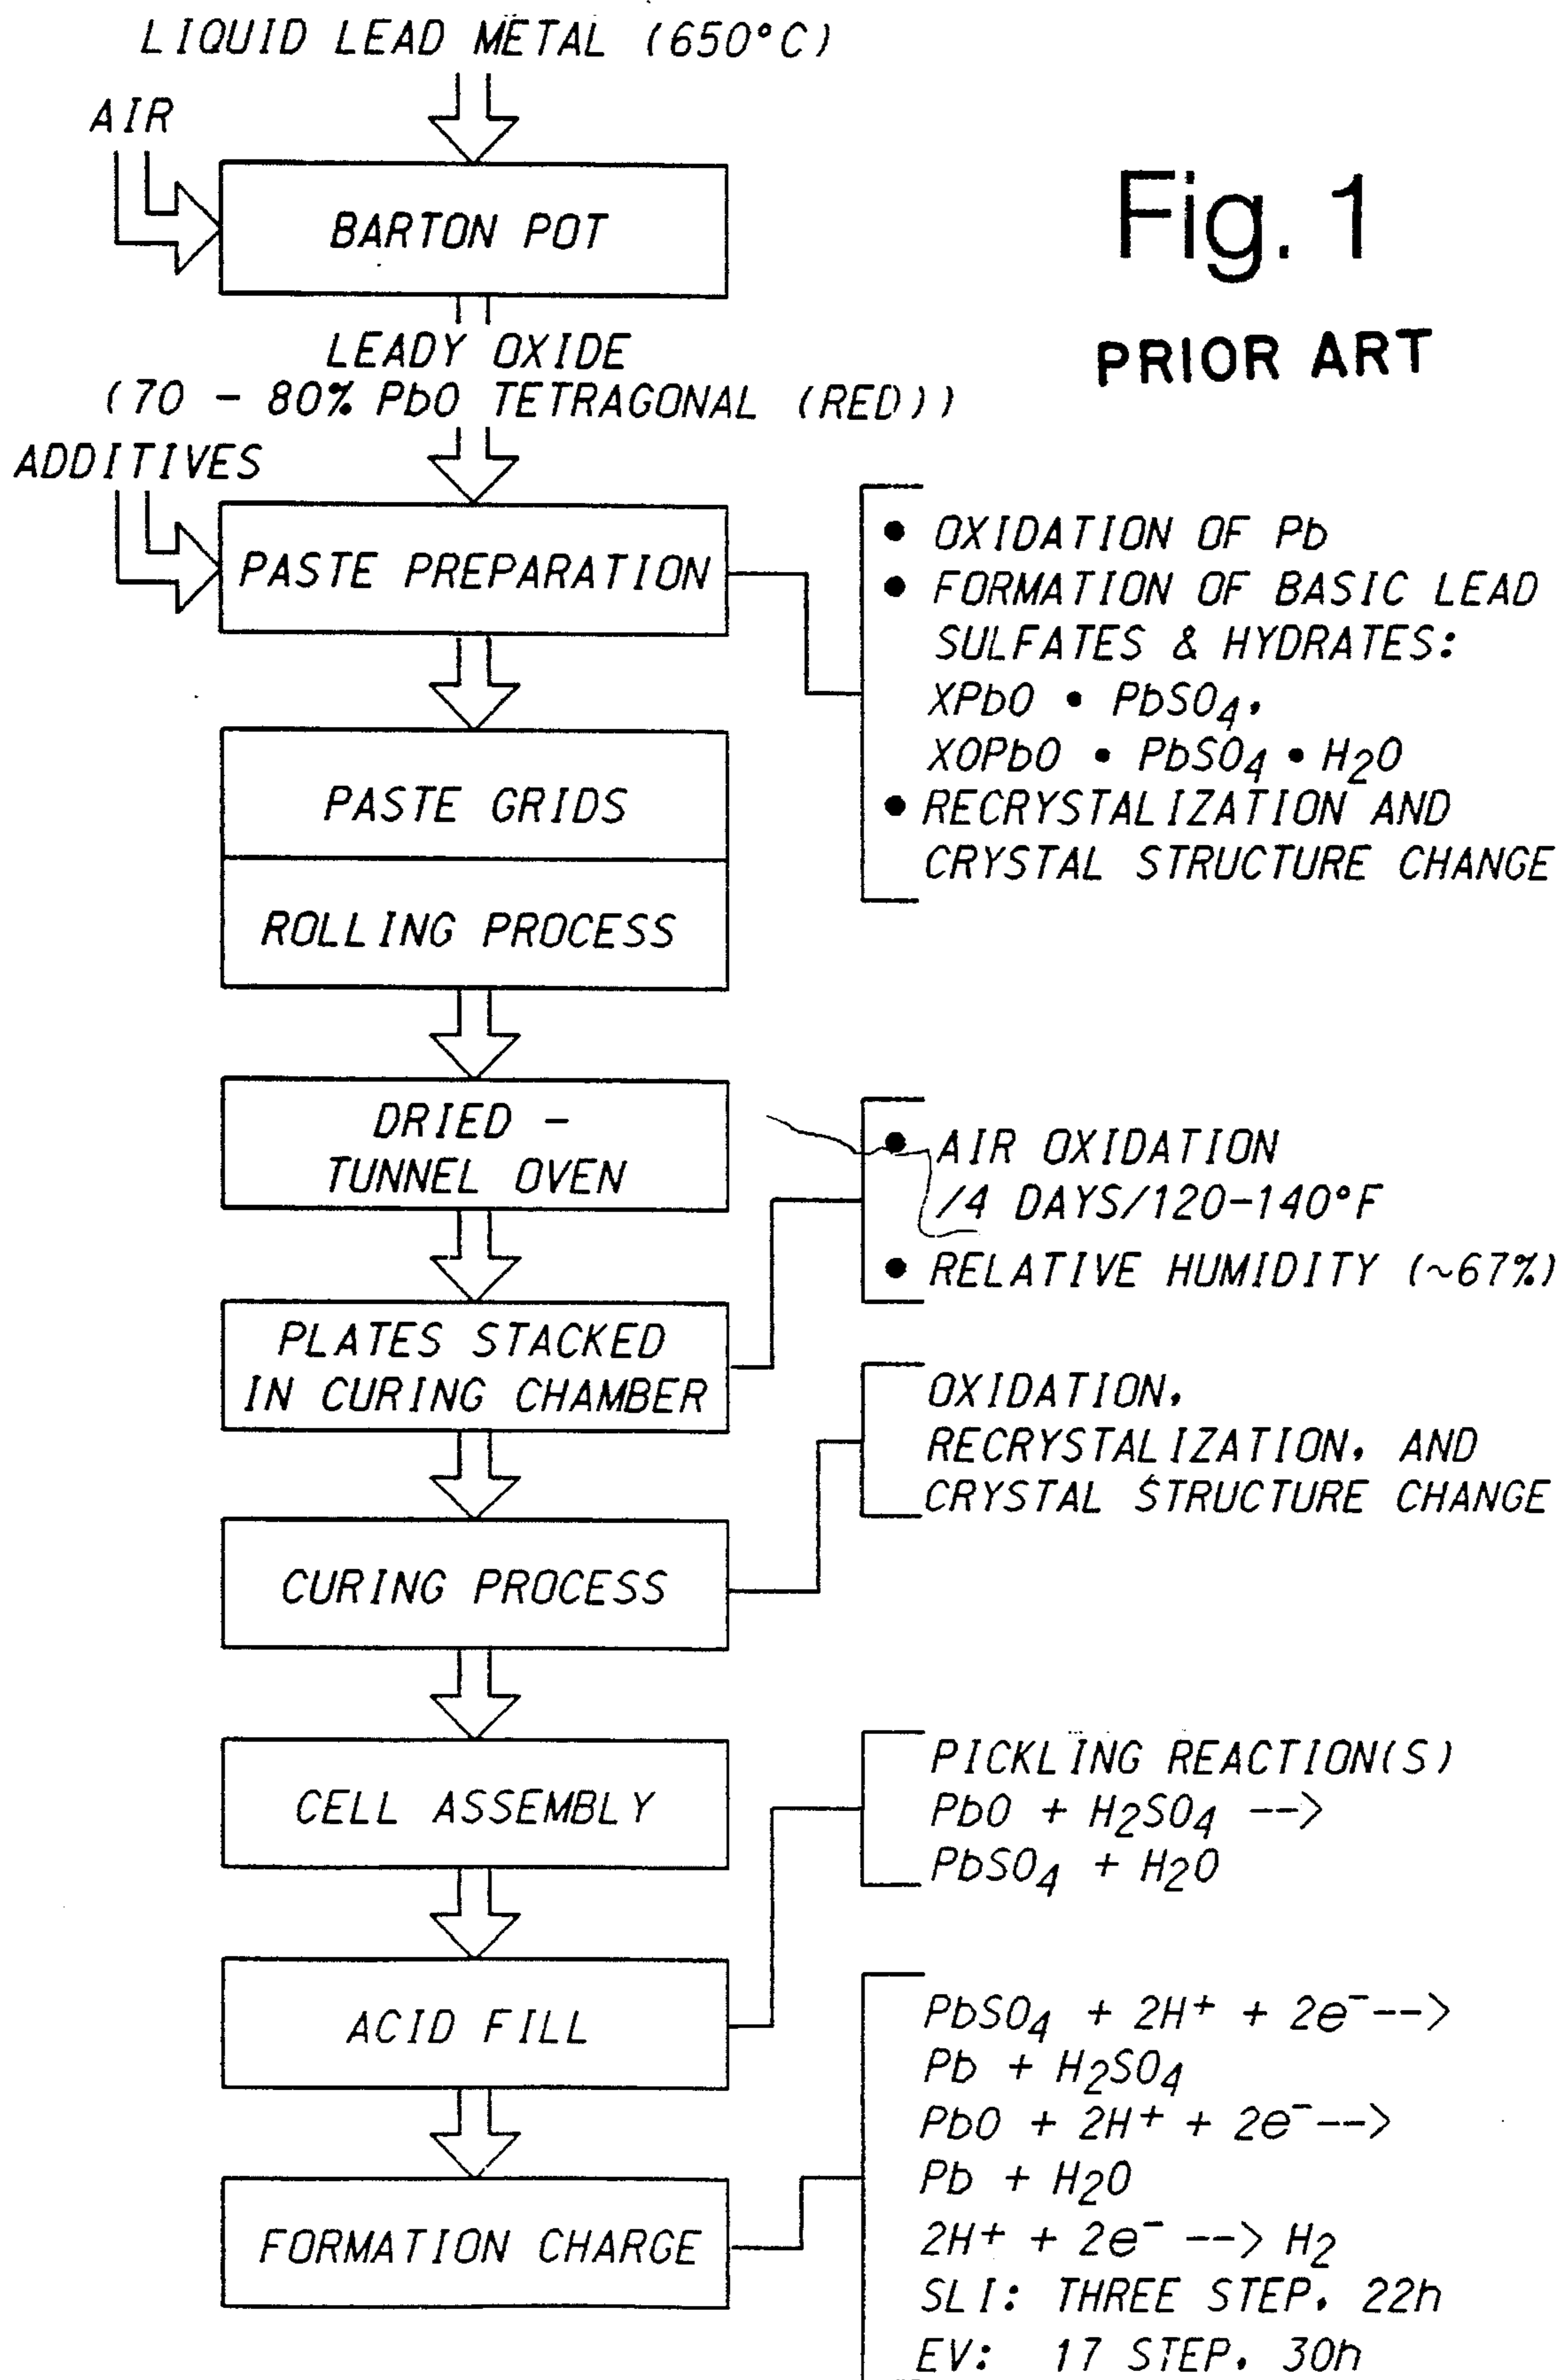 LIQUID LEAD METAL (650°C)
AIR
BARTON POT
Fig. 1
PRIOR ART
LEADY OXIDE
(70 - 80% PbO TETRAGONAL (RED))
ADDITIVES
PASTE PREPARATION
• OXIDATION OF Pb
• FORMATION OF BASIC LEAD
SULFATES & HYDRATES:
XPbO • PbSO₄,
XOPbO • PbSO₄ • H₂O
• RECRYSTALIZATION AND
CRYSTAL STRUCTURE CHANGE
PASTE GRIDS
ROLLING PROCESS
DRIED -
TUNNEL OVEN
• AIR OXIDATION
/4 DAYS/120-140°F
• RELATIVE HUMIDITY (~67%)
PLATES STACKED
IN CURING CHAMBER
OXIDATION,
RECRYSTALIZATION, AND
CRYSTAL STRUCTURE CHANGE
CURING PROCESS
CELL ASSEMBLY
PICKLING REACTION(S)
PbO + H₂SO₄ -->
PbSO₄ + H₂O
ACID FILL
PbSO₄ + 2H⁺ + 2e⁻-->
Pb + H₂SO₄
PbO + 2H⁺ + 2e⁻-->
Pb + H₂O
2H⁺ + 2e⁻ --> H₂
SLI: THREE STEP, 22h
EV: 17 STEP, 30h
FORMATION CHARGE